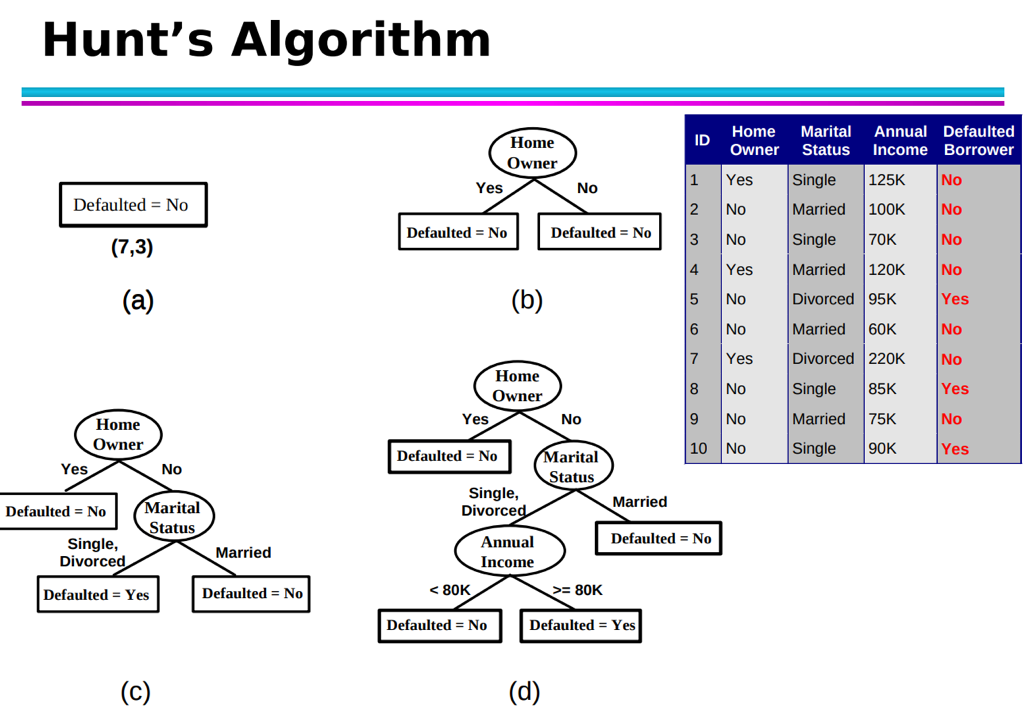 Hunt's Algorithm
Defaulted = No
(7,3)
(a)
Home
Owner
Yes No
Defaulted = No Defaulted = No
(b)
ID Home Owner Marital Status Annual Income Defaulted Borrower
1 Yes Single 125K No
2 No Married 100K No
3 No Single 70K No
4 Yes Married 120K No
5 No Divorced 95K Yes
6 No Married 60K No
7 Yes Divorced 220K No
8 No Single 85K Yes
9 No Married 75K No
10 No Single 90K Yes
Home
Owner
Yes No
Defaulted = No
Marital
Status
Single,
Divorced
Married
Defaulted = Yes Defaulted = No
(c)
Home
Owner
Yes No
Defaulted = No
Marital
Status
Single,
Divorced
Married
Annual
Income
Defaulted = No
< 80K >= 80K
Defaulted = No Defaulted = Yes
(d)